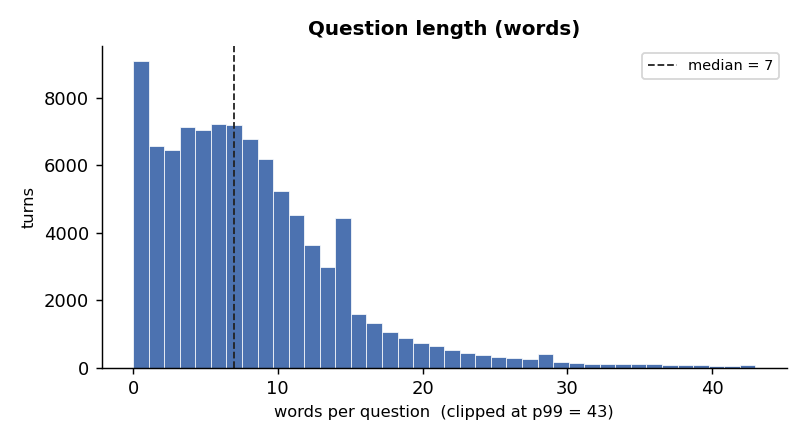 Question length (words)
median = 7
turns
8000
6000
4000
2000
0
0 10 20 30 40
words per question (clipped at p99 = 43)